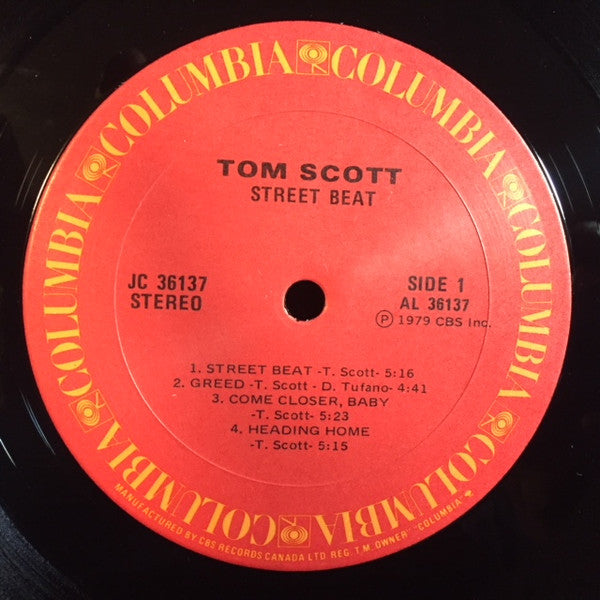 COLUMBIA COLUMBIA COLUMBIA COLUMBIA COLUMBIA COLUMBIA
TOM SCOTT
STREET BEAT
JC 36137
STEREO
SIDE 1
AL 36137
Ⓟ 1979 CBS Inc.
1. STREET BEAT -T. Scott- 5:16
2. GREED -T. Scott - D. Tufano- 4:41
3. COME CLOSER, BABY
-T. Scott- 5:23
4. HEADING HOME
-T. Scott- 5:15
MANUFACTURED BY CBS RECORDS CANADA LTD REG. T.M. OWNER "COLUMBIA"